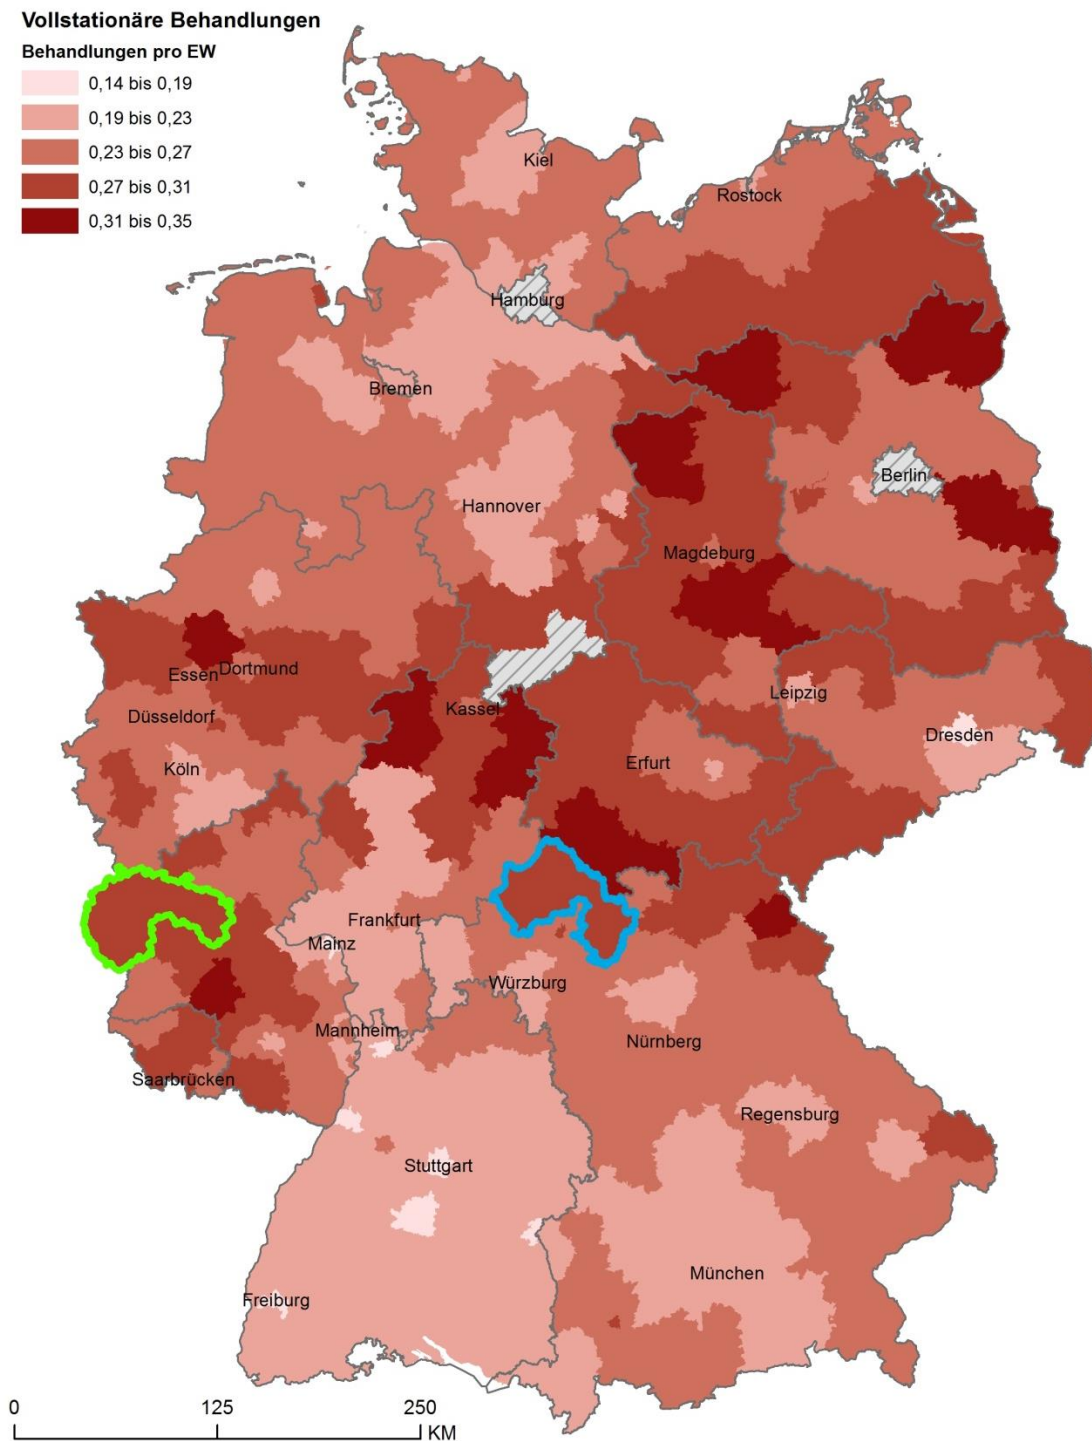 Vollstationäre Behandlungen
Behandlungen pro EW
0,14 bis 0,19
0,19 bis 0,23
0,23 bis 0,27
0,27 bis 0,31
0,31 bis 0,35
Kiel
Rostock
Hamburg
Bremen
Berlin
Hannover
Magdeburg
Essen
Dortmund
Leipzig
Kassel
Düsseldorf
Dresden
Erfurt
Köln
Frankfurt
Mainz
Würzburg
Mannheim
Nürnberg
Saarbrücken
Regensburg
Stuttgart
München
Freiburg
0
125
250
KM